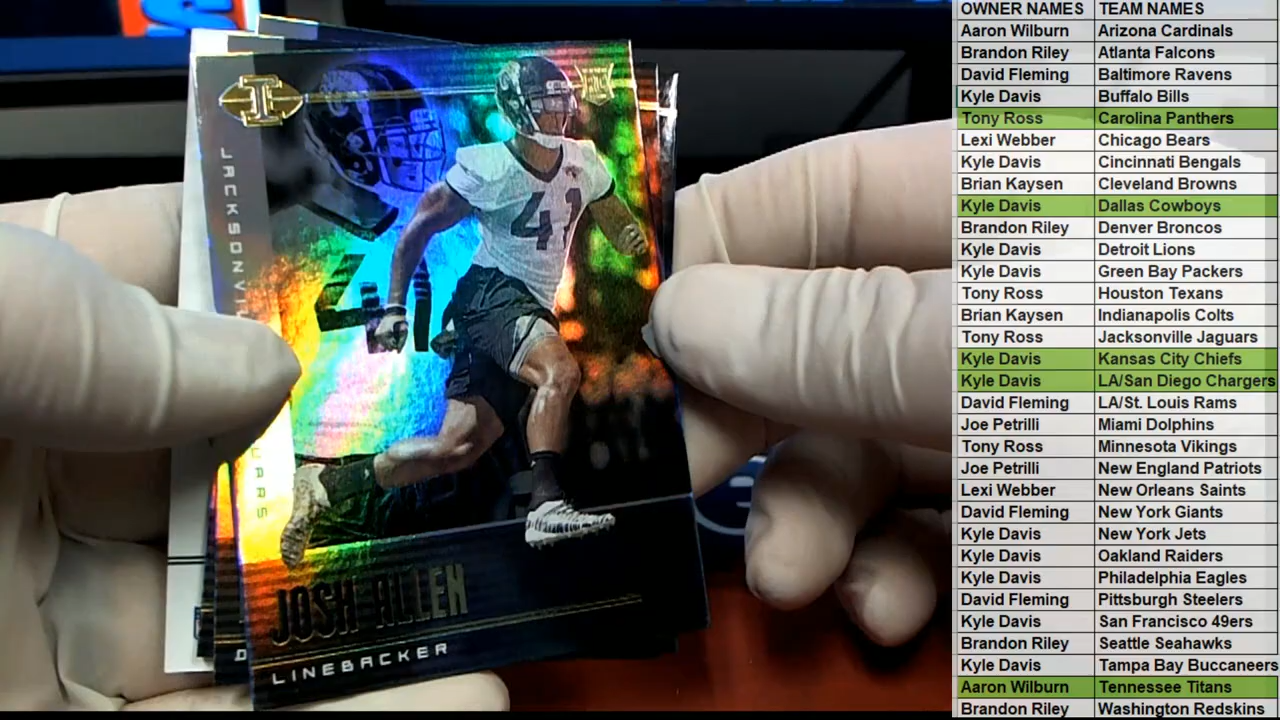 JACKSONVIL
UARS
41
JOSH ALLEN
LINEBACKER
OWNER NAMES TEAM NAMES
Aaron Wilburn Arizona Cardinals
Brandon Riley Atlanta Falcons
David Fleming Baltimore Ravens
Kyle Davis Buffalo Bills
Tony Ross Carolina Panthers
Lexi Webber Chicago Bears
Kyle Davis Cincinnati Bengals
Brian Kaysen Cleveland Browns
Kyle Davis Dallas Cowboys
Brandon Riley Denver Broncos
Kyle Davis Detroit Lions
Kyle Davis Green Bay Packers
Tony Ross Houston Texans
Brian Kaysen Indianapolis Colts
Tony Ross Jacksonville Jaguars
Kyle Davis Kansas City Chiefs
Kyle Davis LA/San Diego Chargers
David Fleming LA/St. Louis Rams
Joe Petrilli Miami Dolphins
Tony Ross Minnesota Vikings
Joe Petrilli New England Patriots
Lexi Webber New Orleans Saints
David Fleming New York Giants
Kyle Davis New York Jets
Kyle Davis Oakland Raiders
Kyle Davis Philadelphia Eagles
David Fleming Pittsburgh Steelers
Kyle Davis San Francisco 49ers
Brandon Riley Seattle Seahawks
Kyle Davis Tampa Bay Buccaneers
Aaron Wilburn Tennessee Titans
Brandon Riley Washington Redskins